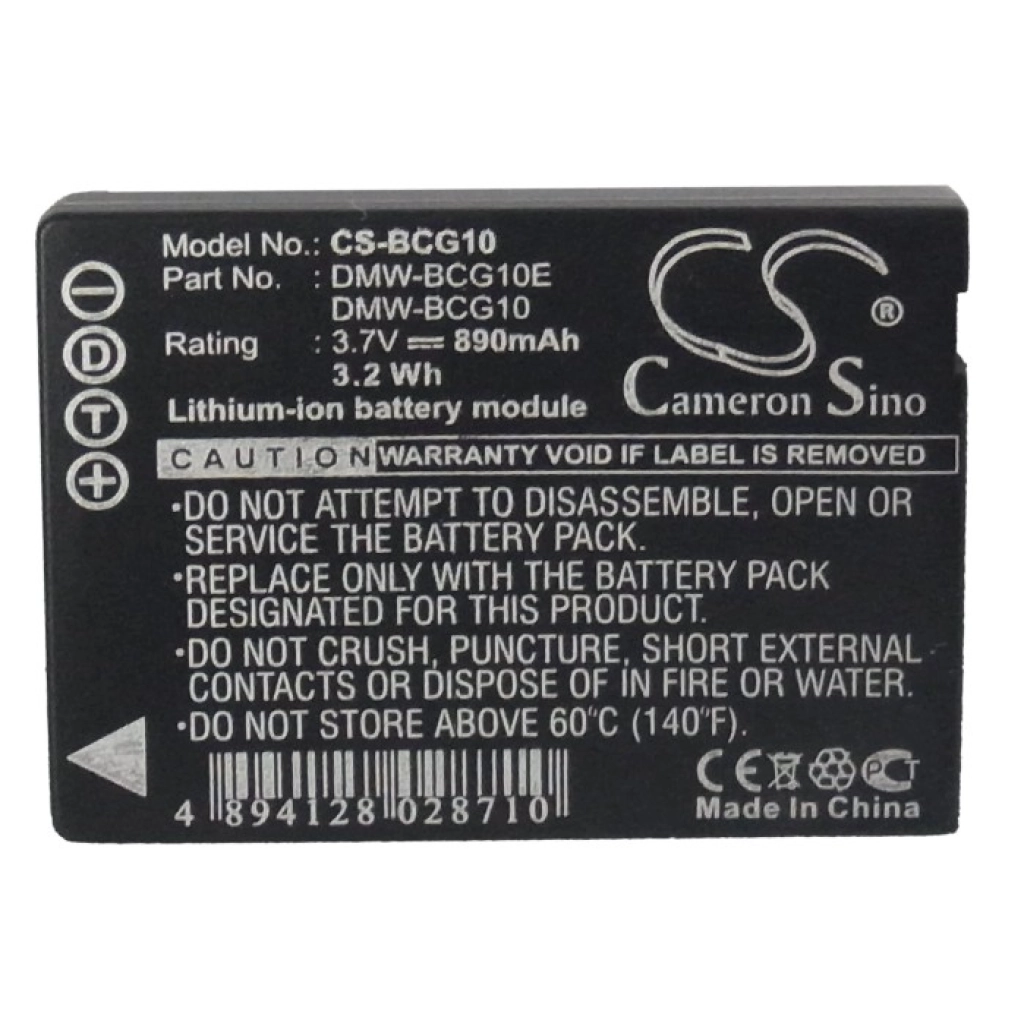 Model No.: CS-BCG10
Part No. : DMW-BCG10E
DMW-BCG10
Rating : 3.7V ⎓ 890mAh
3.2 Wh
Lithium-ion battery module
CS ®
Cameron Sino
− D T +
CAUTION WARRANTY VOID IF LABEL IS REMOVED
•DO NOT ATTEMPT TO DISASSEMBLE, OPEN OR
SERVICE THE BATTERY PACK.
•REPLACE ONLY WITH THE BATTERY PACK
DESIGNATED FOR THIS PRODUCT.
•DO NOT CRUSH, PUNCTURE, SHORT EXTERNAL
CONTACTS OR DISPOSE OF IN FIRE OR WATER.
•DO NOT STORE ABOVE 60°C (140°F).
4 894128 028710
CE PCT
Made In China